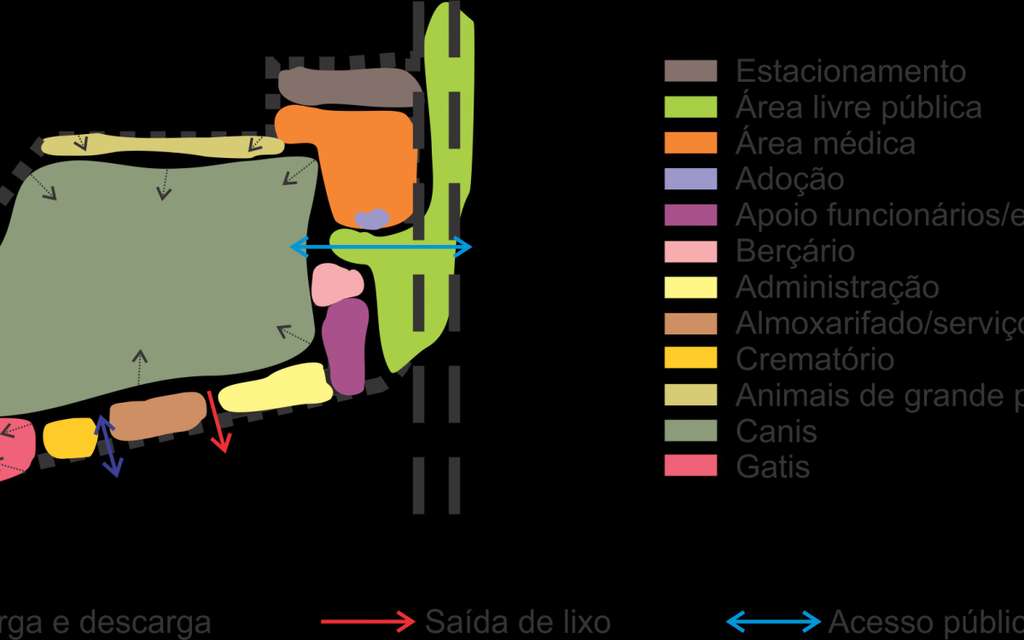 Estacionamento
Área livre pública
Área médica
Adoção
Apoio funcionários/e
Berçário
Administração
Almoxarifado/serviço
Crematório
Animais de grande p
Canis
Gatis
rga e descarga
Saída de lixo
Acesso públic